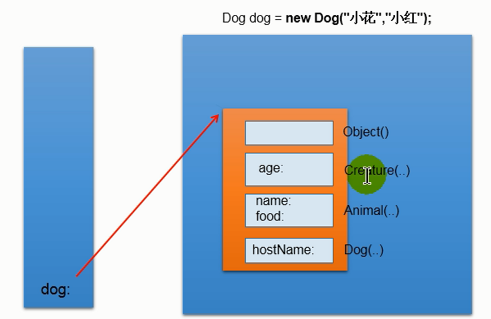 Dog dog = new Dog("小花","小红");
Object()
age:
Creature(..)
name:
food:
Animal(..)
hostName:
Dog(..)
dog: